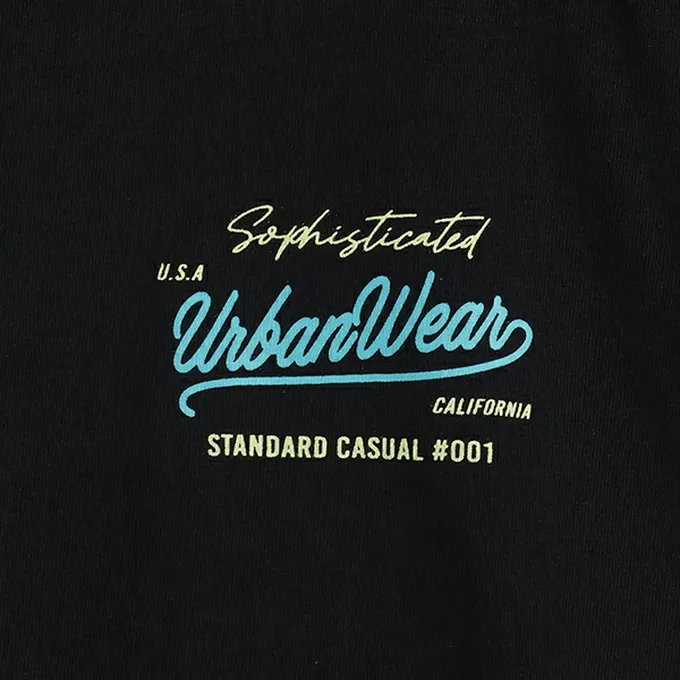 Sophisticated
U.S.A
UrbanWear
CALIFORNIA
STANDARD CASUAL #001